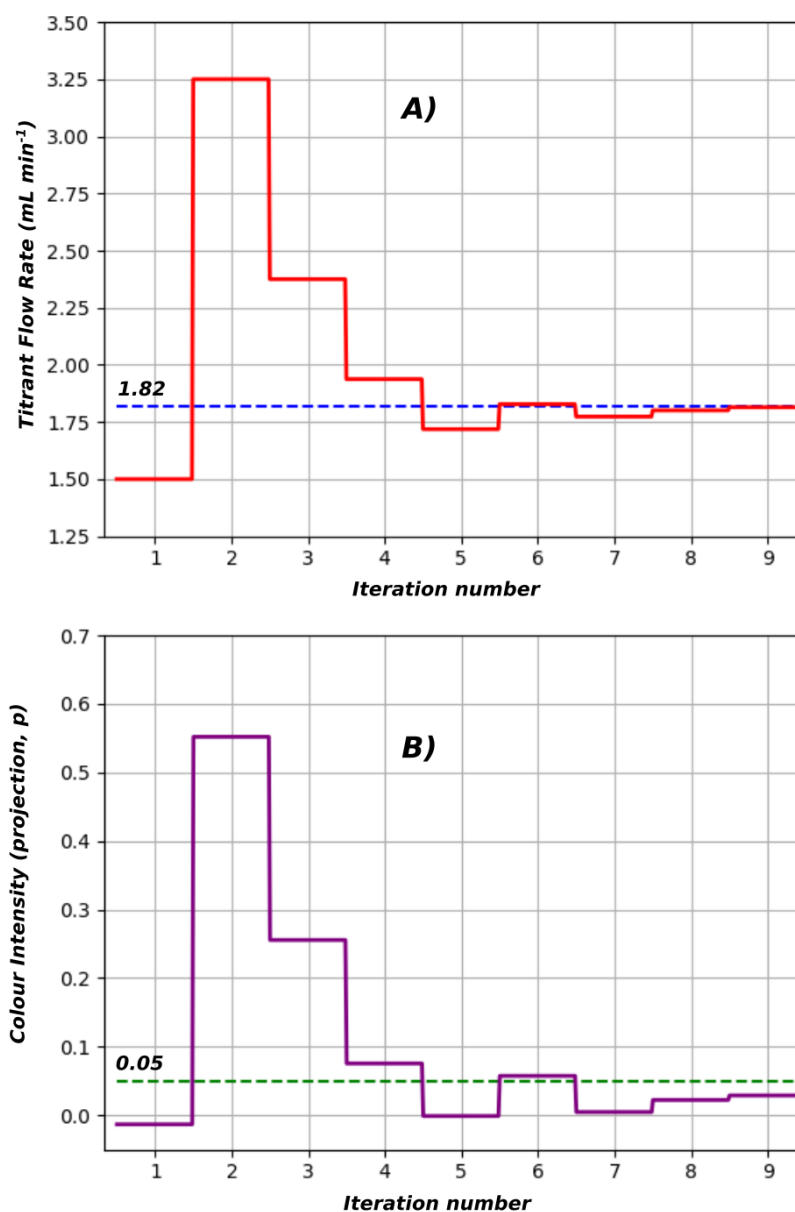 3.50
3.25
3.00
2.75
2.50
2.25
2.00
1.75
1.50
1.25
Titrant Flow Rate (mL min⁻¹)
A)
1.82
1 2 3 4 5 6 7 8 9
Iteration number
0.7
0.6
0.5
0.4
0.3
0.2
0.1
0.0
Colour Intensity (projection, p)
B)
0.05
1 2 3 4 5 6 7 8 9
Iteration number